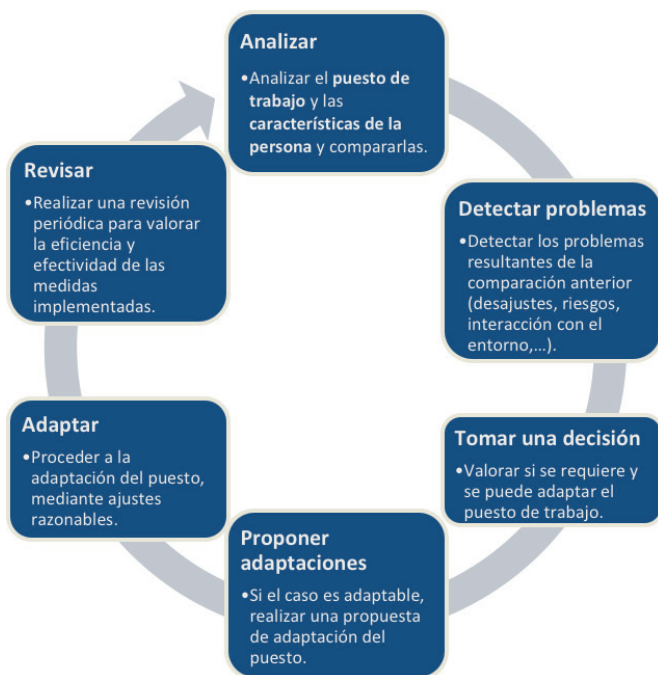 Analizar
•Analizar el puesto de
trabajo y las
características de la
persona y compararlas.
Detectar problemas
•Detectar los problemas
resultantes de la
comparación anterior
(desajustes, riesgos,
interacción con el
entorno,...).
Tomar una decisión
•Valorar si se requiere y
se puede adaptar el
puesto de trabajo.
Proponer
adaptaciones
•Si el caso es adaptable,
realizar una propuesta
de adaptación del
puesto.
Adaptar
•Proceder a la
adaptación del puesto,
mediante ajustes
razonables.
Revisar
•Realizar una revisión
periódica para valorar
la eficiencia y
efectividad de las
medidas
implementadas.